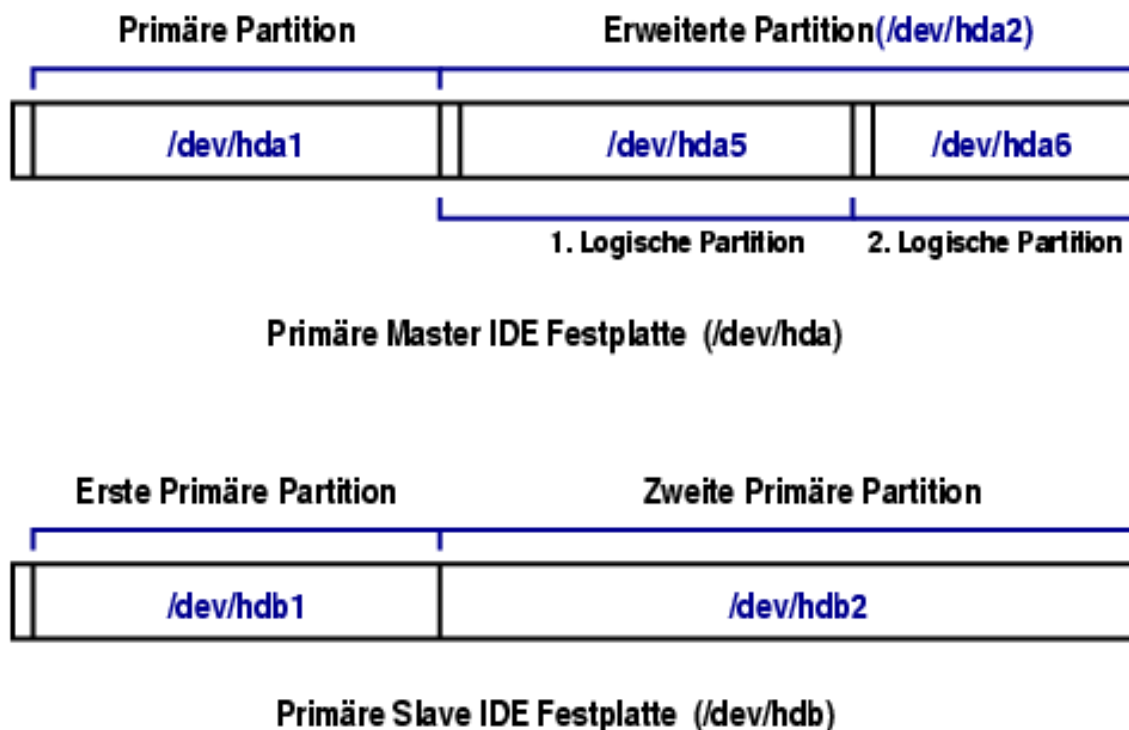 Primäre Partition Erweiterte Partition(/dev/hda2)
/dev/hda1 /dev/hda5 /dev/hda6
1. Logische Partition 2. Logische Partition
Primäre Master IDE Festplatte (/dev/hda)
Erste Primäre Partition Zweite Primäre Partition
/dev/hdb1 /dev/hdb2
Primäre Slave IDE Festplatte (/dev/hdb)